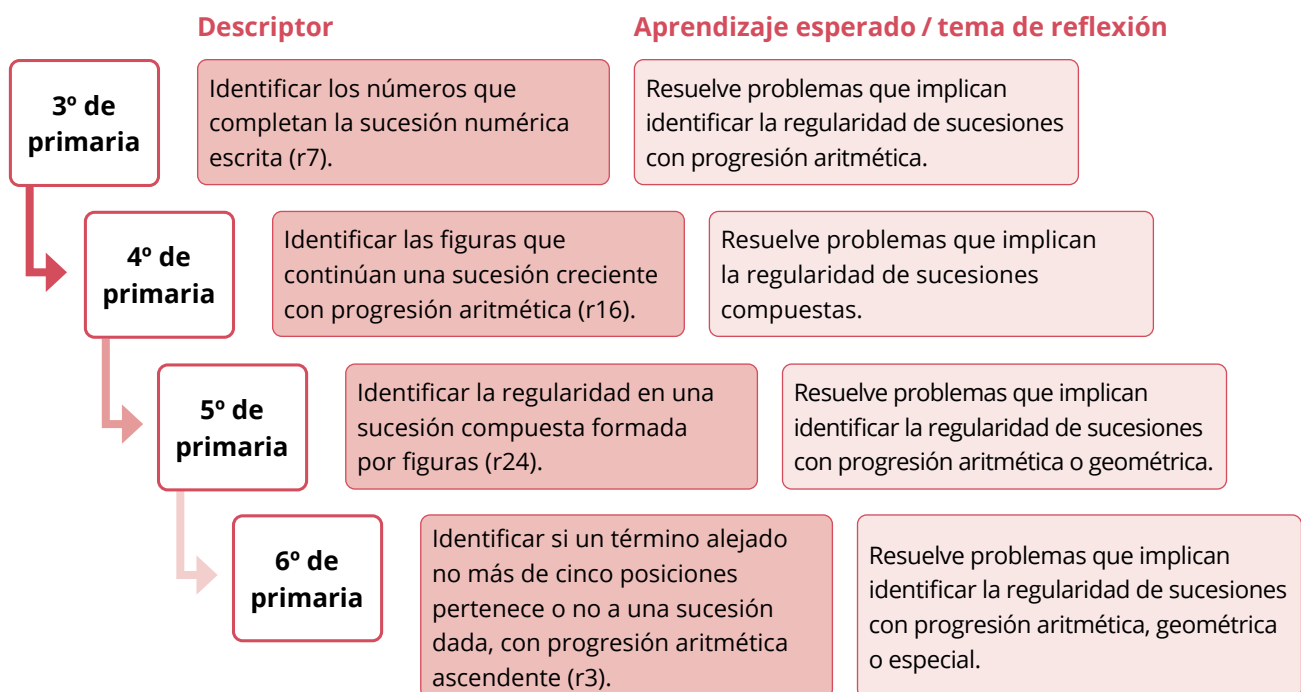 Descriptor
Aprendizaje esperado / tema de reflexión
3º de
primaria
Identificar los números que
completan la sucesión numérica
escrita (r7).
Resuelve problemas que implican
identificar la regularidad de sucesiones
con progresión aritmética.
4º de
primaria
Identificar las figuras que
continúan una sucesión creciente
con progresión aritmética (r16).
Resuelve problemas que implican
la regularidad de sucesiones
compuestas.
5º de
primaria
Identificar la regularidad en una
sucesión compuesta formada
por figuras (r24).
Resuelve problemas que implican
identificar la regularidad de sucesiones
con progresión aritmética o geométrica.
6º de
primaria
Identificar si un término alejado
no más de cinco posiciones
pertenece o no a una sucesión
dada, con progresión aritmética
ascendente (r3).
Resuelve problemas que implican
identificar la regularidad de sucesiones
con progresión aritmética, geométrica
o especial.